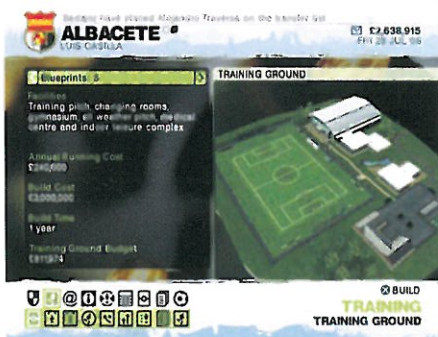 have placed Alejandro Traveras on the transfer list
ALBACETE
LUIS CASILLA
£2,638,915
FRI 28 JUL '06
Blueprints: 8
TRAINING GROUND
Facilities
Training pitch, changing rooms,
gymnasium, all weather pitch, medical
centre and indoor leisure complex
Annual Running Cost
£240,000
Build Cost
£3,000,000
Build Time
1 year
Training Ground Budget
BUILD
TRAINING
TRAINING GROUND